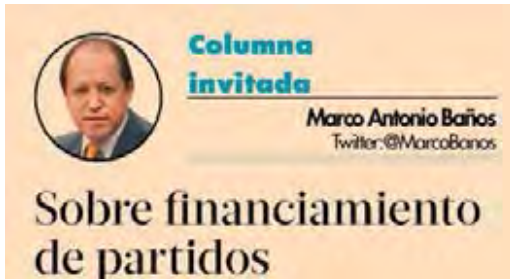 Columna
invitada
Marco Antonio Baños
Twitter:@MarcoBanos
Sobre financiamiento
de partidos